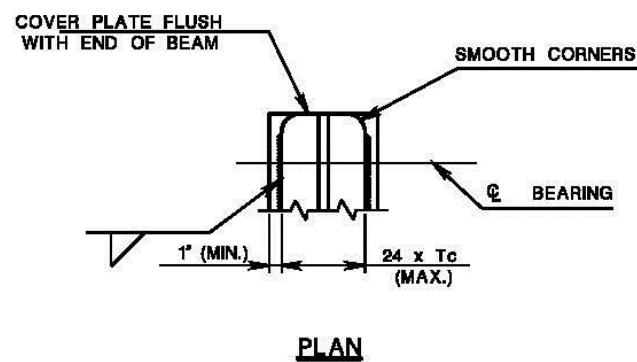 COVER PLATE FLUSH
WITH END OF BEAM
SMOOTH CORNERS
℄ BEARING
1" (MIN.)
24 x Tc
(MAX.)
PLAN